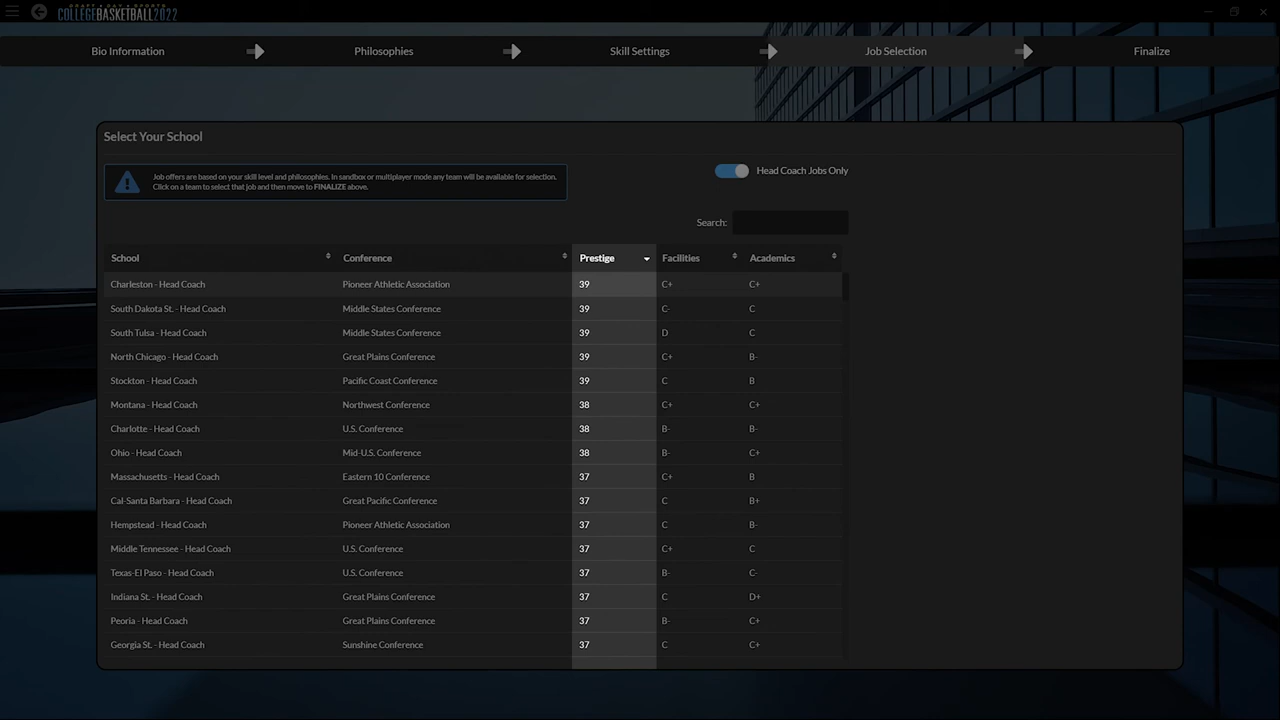 DRAFT DAY SPORTS
COLLEGE BASKETBALL 2022
Bio Information
Philosophies
Skill Settings
Job Selection
Finalize
Select Your School
Job offers are based on your skill level and philosophies. In sandbox or multiplayer mode any team will be available for selection.
Click on a team to select that job and then move to FINALIZE above.
Head Coach Jobs Only
Search:
School Conference Prestige Facilities Academics
Charleston - Head Coach Pioneer Athletic Association 39 C+ C+
South Dakota St. - Head Coach Middle States Conference 39 C- C
South Tulsa - Head Coach Middle States Conference 39 D C
North Chicago - Head Coach Great Plains Conference 39 C+ B-
Stockton - Head Coach Pacific Coast Conference 39 C B
Montana - Head Coach Northwest Conference 38 C+ C+
Charlotte - Head Coach U.S. Conference 38 B- B-
Ohio - Head Coach Mid-U.S. Conference 38 B- C+
Massachusetts - Head Coach Eastern 10 Conference 37 C+ B
Cal-Santa Barbara - Head Coach Great Pacific Conference 37 C B+
Hempstead - Head Coach Pioneer Athletic Association 37 C B-
Middle Tennessee - Head Coach U.S. Conference 37 C+ C
Texas-El Paso - Head Coach U.S. Conference 37 B- C-
Indiana St. - Head Coach Great Plains Conference 37 C D+
Peoria - Head Coach Great Plains Conference 37 B- C+
Georgia St. - Head Coach Sunshine Conference 37 C C+